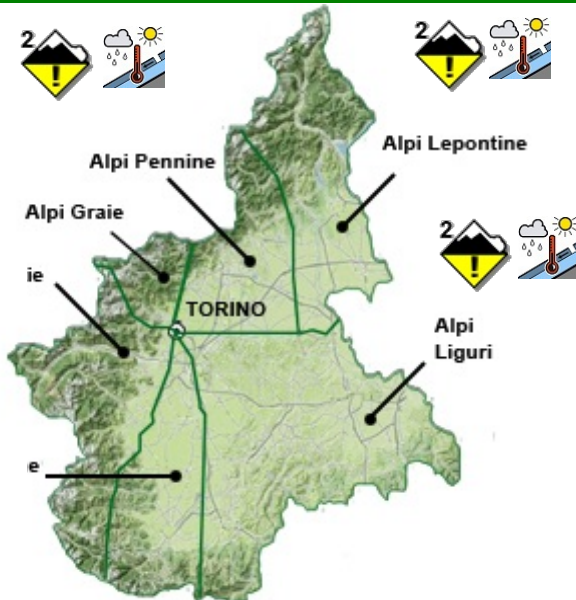 2
2
Alpi Pennine
Alpi Lepontine
Alpi Graie
2
ie
TORINO
Alpi
Liguri
e